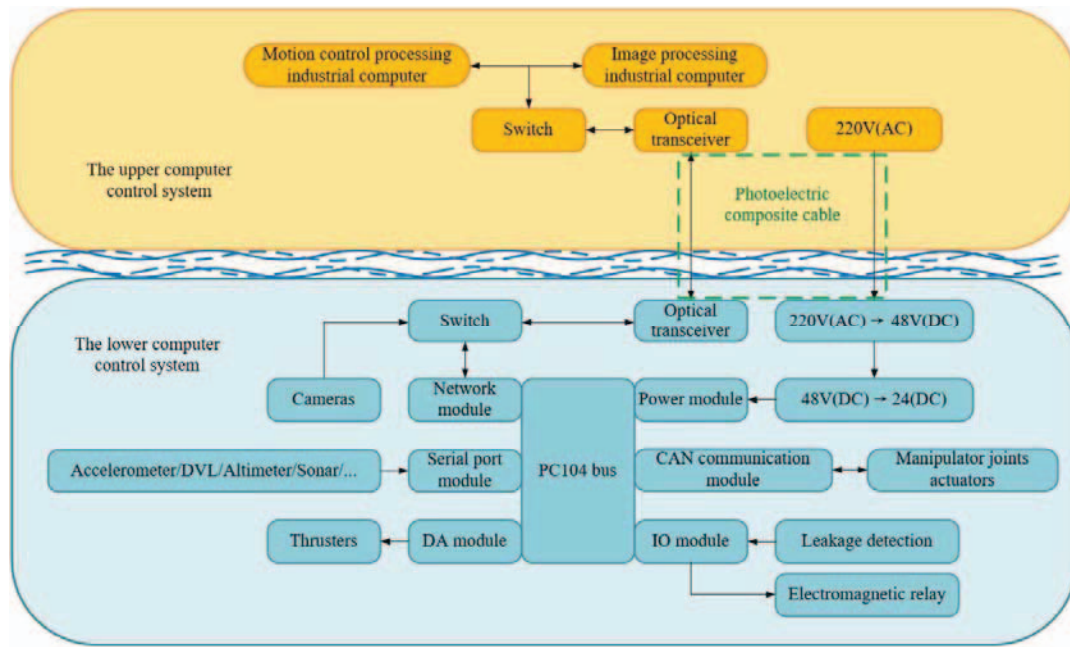 Motion control processing
industrial computer
Image processing
industrial computer
Switch
Optical
transceiver
220V(AC)
The upper computer
control system
Photoelectric
composite cable
The lower computer
control system
Switch
Optical
transceiver
220V(AC) → 48V(DC)
Cameras
Network
module
Power module
48V(DC) → 24(DC)
Accelerometer/DVL/Altimeter/Sonar/...
Serial port
module
PC104 bus
CAN communication
module
Manipulator joints
actuators
Thrusters
DA module
IO module
Leakage detection
Electromagnetic relay